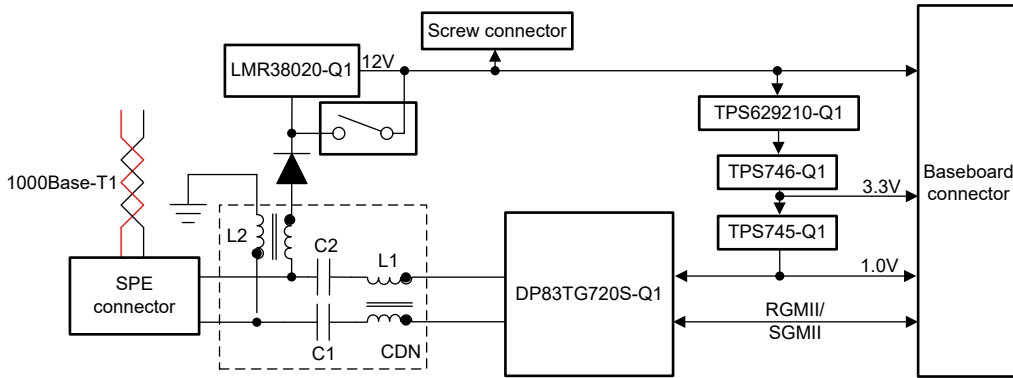 Screw connector
LMR38020-Q1
12V
TPS629210-Q1
1000Base-T1
TPS746-Q1
3.3V
Baseboard
connector
TPS745-Q1
L2
C2
L1
SPE
connector
DP83TG720S-Q1
1.0V
RGMII/
SGMII
C1
CDN